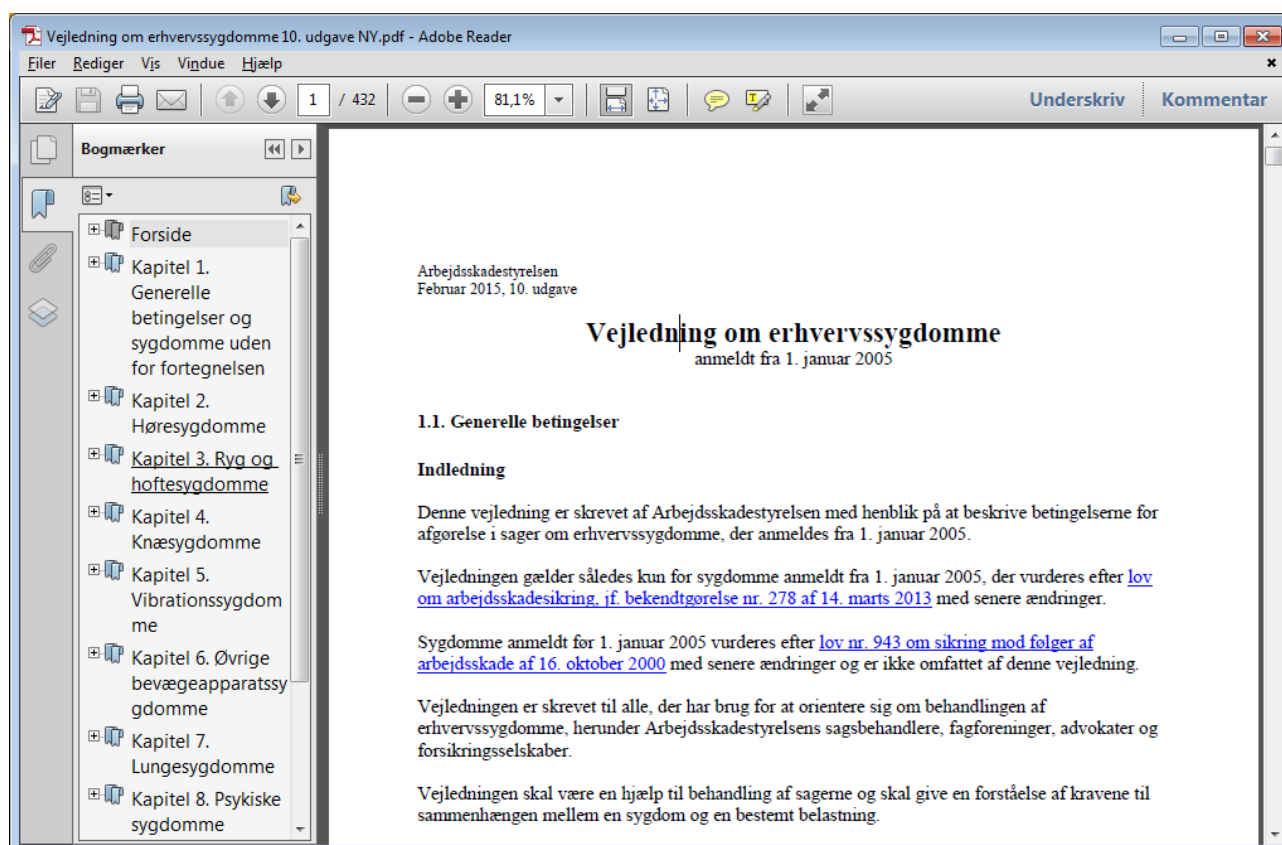 Vejledning om erhvervssygdomme 10. udgave NY.pdf - Adobe Reader
Filer Rediger Vis Vindue Hjælp
1 / 432 81,1% Underskriv Kommentar
Bogmærker
Forside
Kapitel 1.
Generelle
betingelser og
sygdomme uden
for fortegnelsen
Kapitel 2.
Høresygdomme
Kapitel 3. Ryg og
hoftesygdomme
Kapitel 4.
Knæsygdomme
Kapitel 5.
Vibrationssygdom
me
Kapitel 6. Øvrige
bevægeapparatssy
gdomme
Kapitel 7.
Lungesygdomme
Kapitel 8. Psykiske
sygdomme
Arbejdsskadestyrelsen
Februar 2015, 10. udgave
Vejledning om erhvervssygdomme
anmeldt fra 1. januar 2005
1.1. Generelle betingelser
Indledning
Denne vejledning er skrevet af Arbejdsskadestyrelsen med henblik på at beskrive betingelserne for
afgørelse i sager om erhvervssygdomme, der anmeldes fra 1. januar 2005.
Vejledningen gælder således kun for sygdomme anmeldt fra 1. januar 2005, der vurderes efter lov
om arbejdsskadesikring, jf. bekendtgørelse nr. 278 af 14. marts 2013 med senere ændringer.
Sygdomme anmeldt før 1. januar 2005 vurderes efter lov nr. 943 om sikring mod følger af
arbejdsskade af 16. oktober 2000 med senere ændringer og er ikke omfattet af denne vejledning.
Vejledningen er skrevet til alle, der har brug for at orientere sig om behandlingen af
erhvervssygdomme, herunder Arbejdsskadestyrelsens sagsbehandlere, fagforeninger, advokater og
forsikringsselskaber.
Vejledningen skal være en hjælp til behandling af sagerne og skal give en forståelse af kravene til
sammenhængen mellem en sygdom og en bestemt belastning.